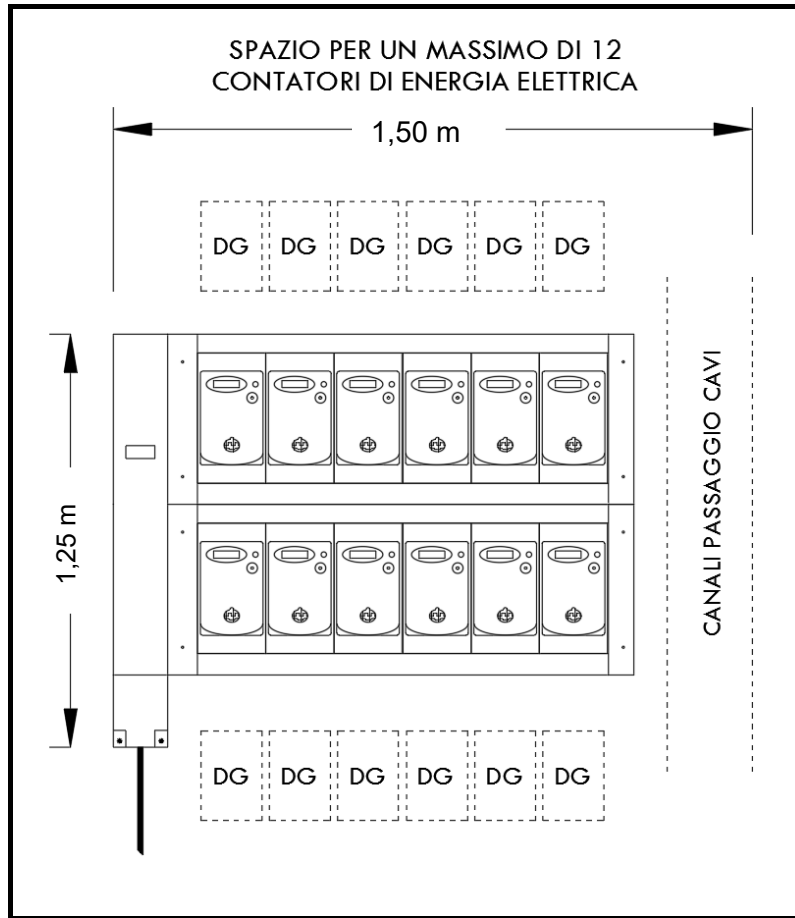 SPAZIO PER UN MASSIMO DI 12
CONTATORI DI ENERGIA ELETTRICA
1,50 m
DG DG DG DG DG DG
1,25 m
CANALI PASSAGGIO CAVI
DG DG DG DG DG DG